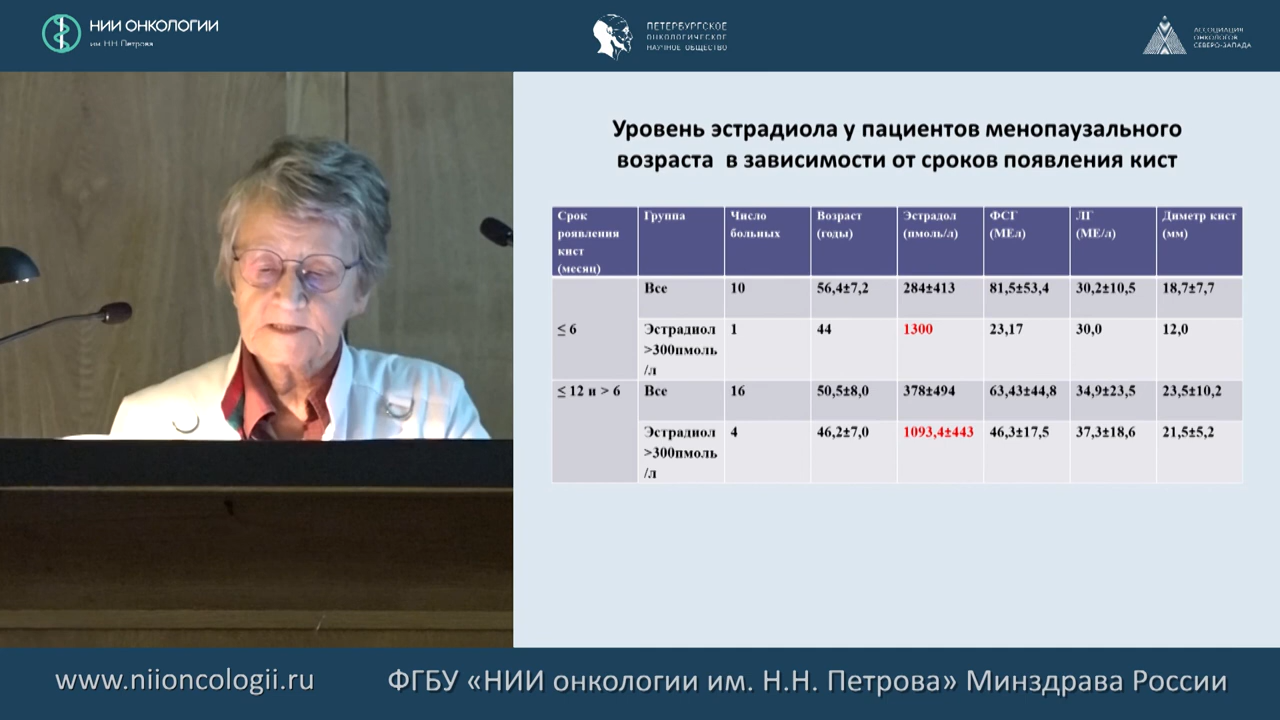 НИИ ОНКОЛОГИИ
им. Н.Н. Петрова
ПЕТЕРБУРГСКОЕ
ОНКОЛОГИЧЕСКОЕ
НАУЧНОЕ ОБЩЕСТВО
АССОЦИАЦИЯ
ОНКОЛОГОВ
СЕВЕРО-ЗАПАДА
Уровень эстрадиола у пациентов менопаузального
возраста в зависимости от сроков появления кист
Срок роявления кист (месяц) Группа Число больных Возраст (годы) Эстрадол (пмоль/л) ФСГ (МЕл) ЛГ (МЕ/л) Диметр кист (мм)
≤ 6 Все 10 56,4±7,2 284±413 81,5±53,4 30,2±10,5 18,7±7,7
Эстрадиол >300пмоль/л 1 44 1300 23,17 30,0 12,0
≤ 12 и > 6 Все 16 50,5±8,0 378±494 63,43±44,8 34,9±23,5 23,5±10,2
Эстрадиол >300пмоль/л 4 46,2±7,0 1093,4±443 46,3±17,5 37,3±18,6 21,5±5,2
www.niioncologii.ru
ФГБУ «НИИ онкологии им. Н.Н. Петрова» Минздрава России